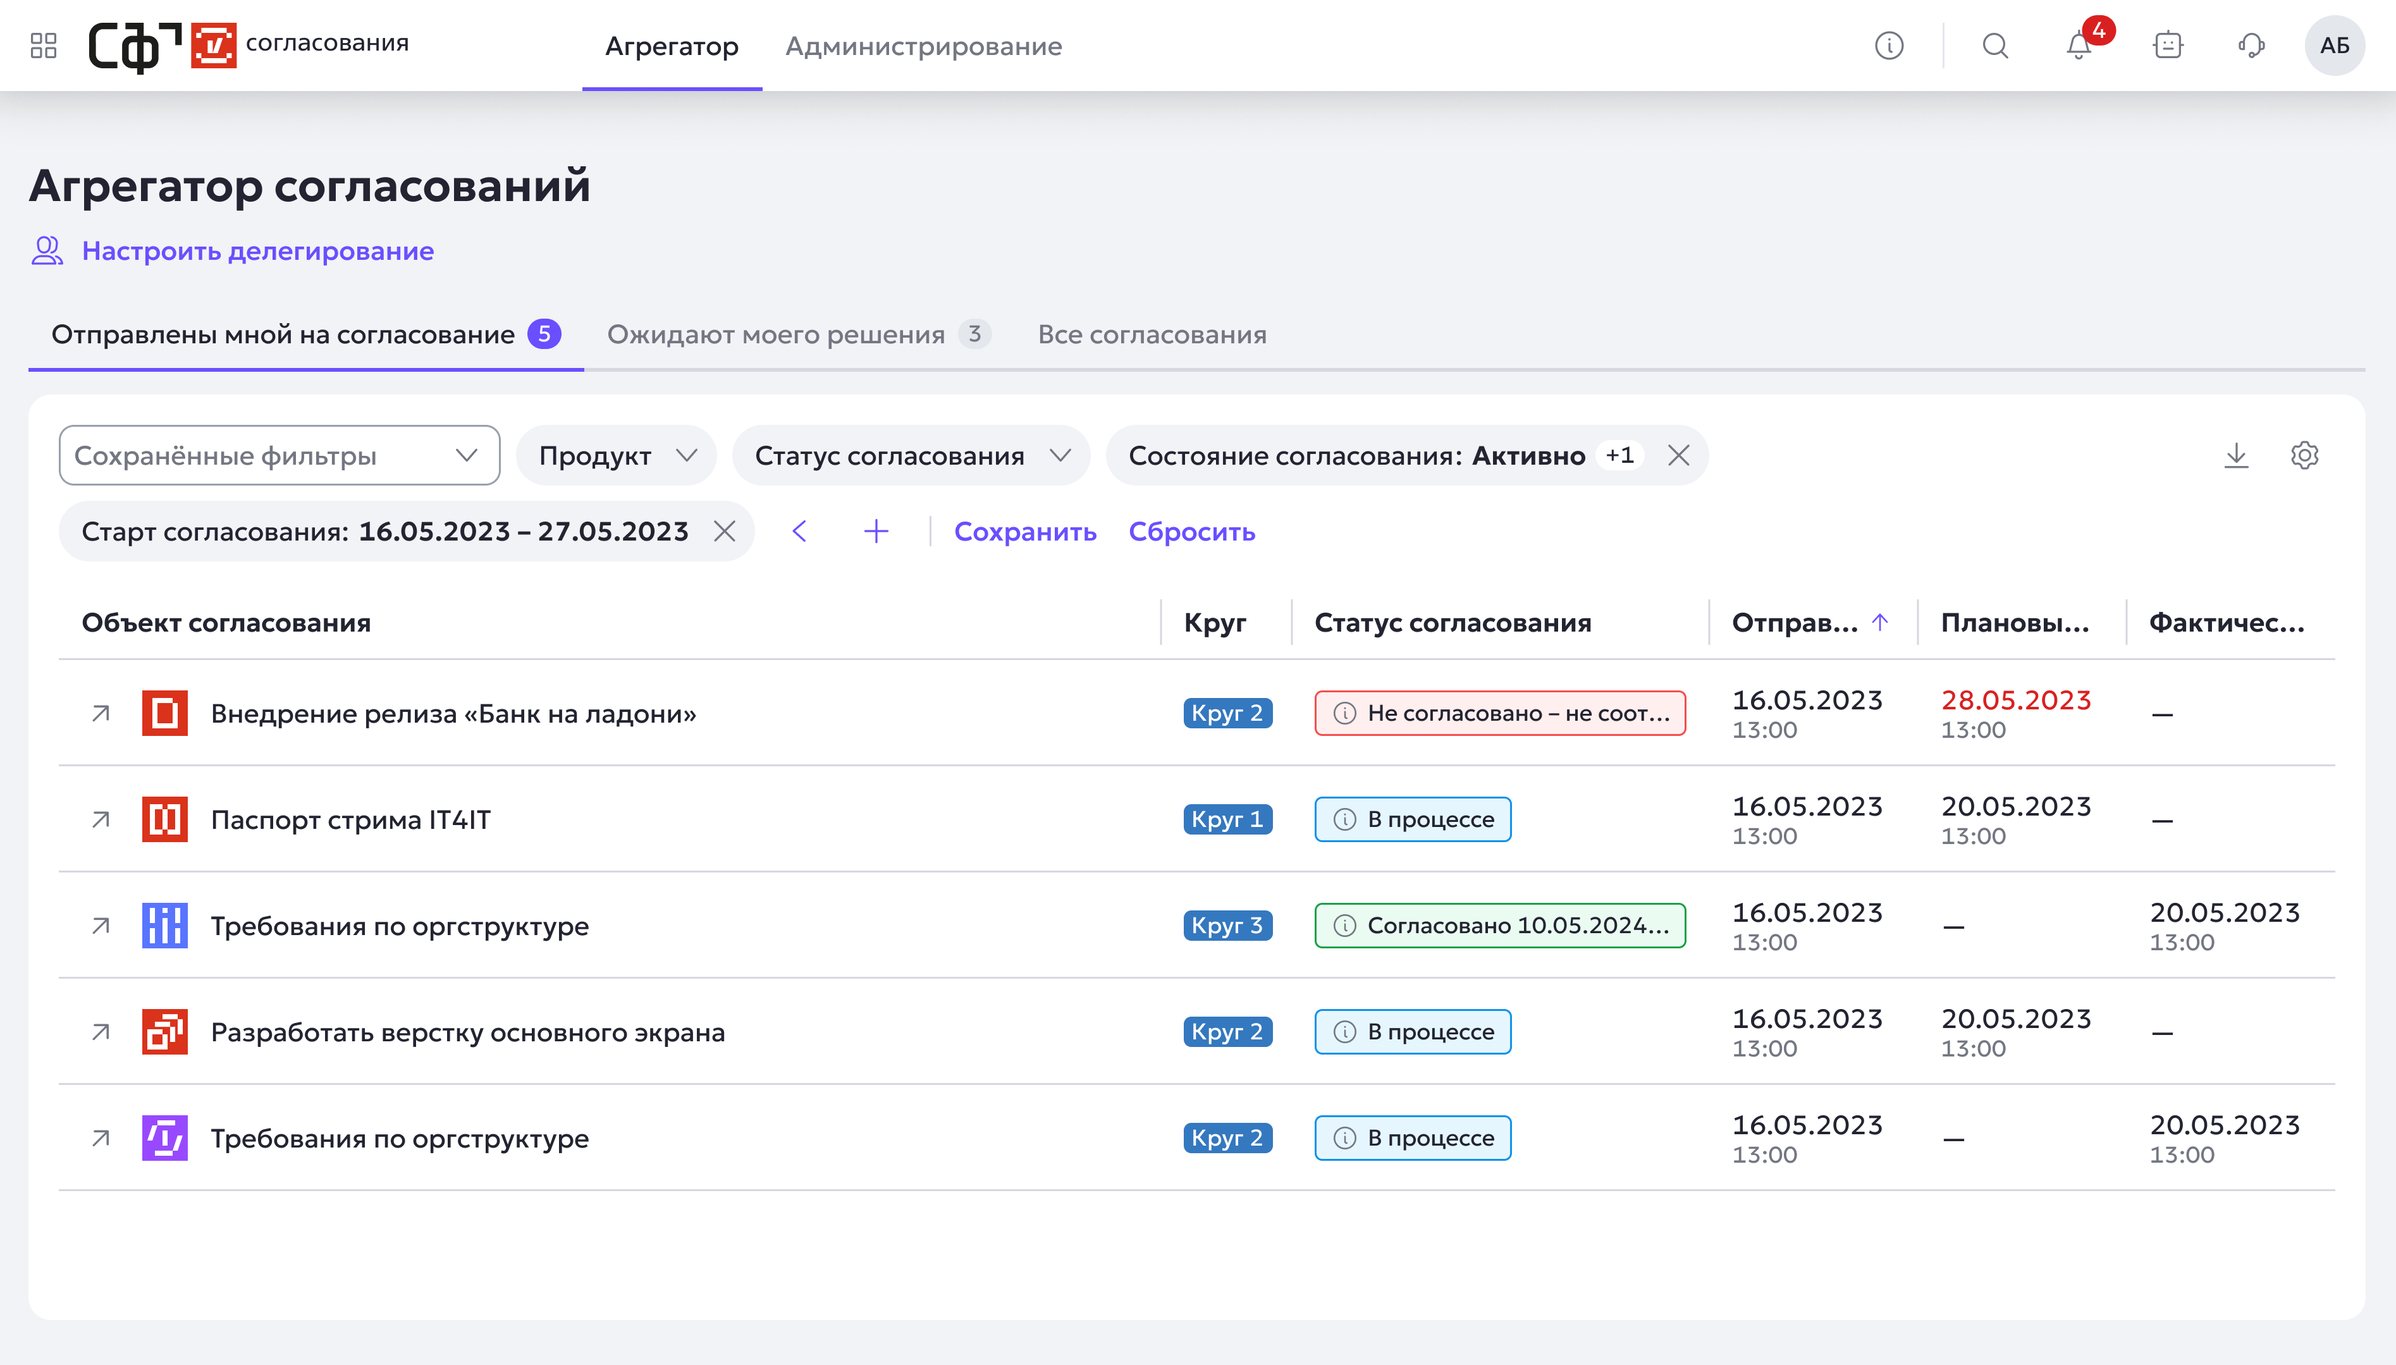 сф согласования
Агрегатор
Администрирование
4
АБ
Агрегатор согласований
Настроить делегирование
Отправлены мной на согласование 5
Ожидают моего решения 3
Все согласования
Сохранённые фильтры
Продукт
Статус согласования
Состояние согласования: Активно +1
Старт согласования: 16.05.2023 – 27.05.2023
Сохранить
Сбросить
Объект согласования
Круг
Статус согласования
Отправ...
Плановы...
Фактичес...
Внедрение релиза «Банк на ладони»
Круг 2
Не согласовано – не соот...
16.05.2023
13:00
28.05.2023
13:00
—
Паспорт стрима IT4IT
Круг 1
В процессе
16.05.2023
13:00
20.05.2023
13:00
—
Требования по оргструктуре
Круг 3
Согласовано 10.05.2024...
16.05.2023
13:00
—
20.05.2023
13:00
Разработать верстку основного экрана
Круг 2
В процессе
16.05.2023
13:00
20.05.2023
13:00
—
Требования по оргструктуре
Круг 2
В процессе
16.05.2023
13:00
—
20.05.2023
13:00